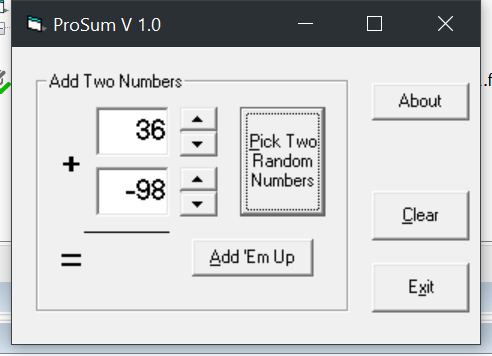 ProSum V 1.0
Add Two Numbers
36
+
-98
=
Pick Two
Random
Numbers
Add 'Em Up
About
Clear
Exit
.f